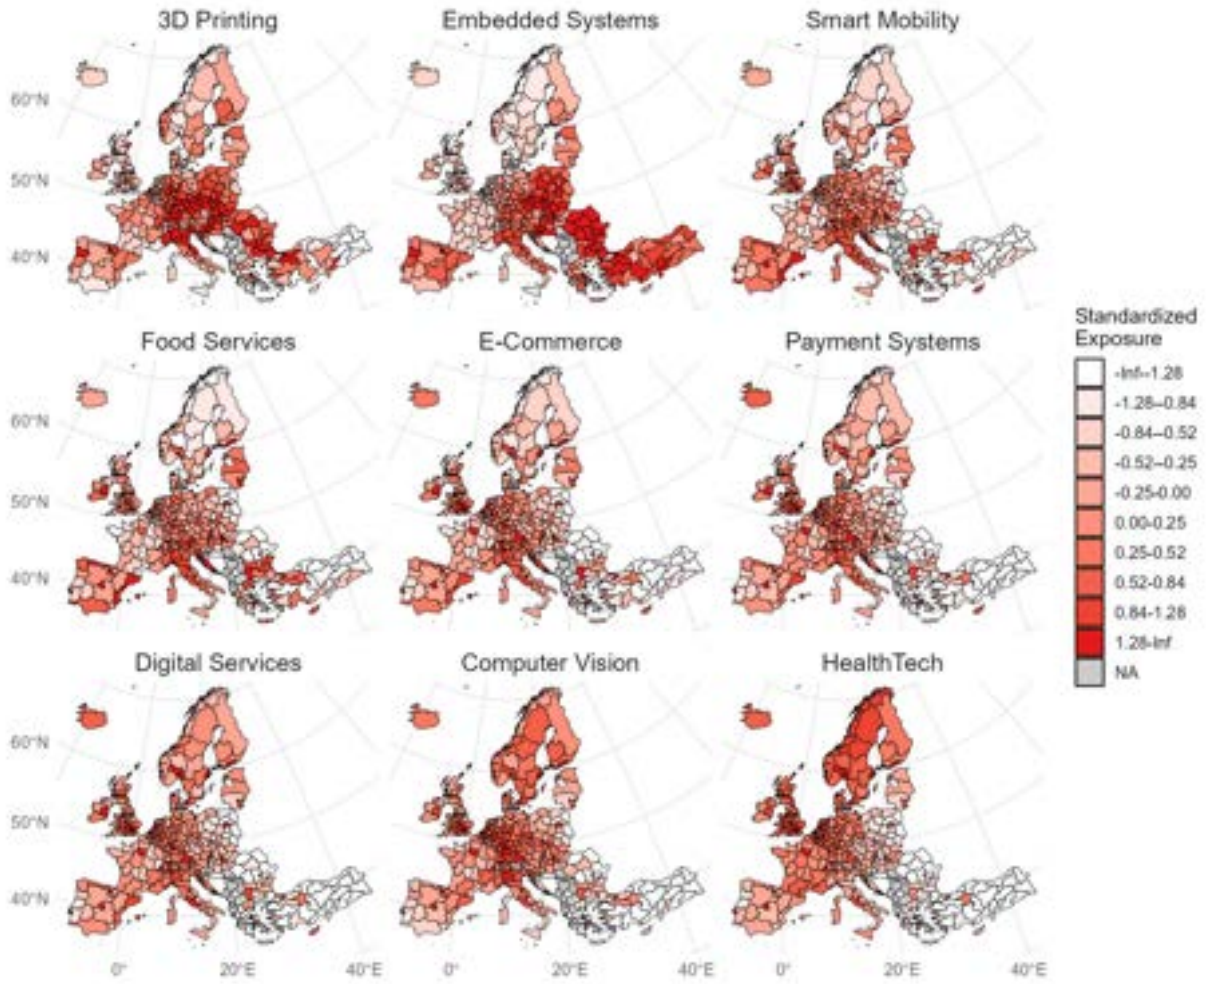 3D Printing
Embedded Systems
Smart Mobility
60°N
50°N
40°N
Food Services
E-Commerce
Payment Systems
60°N
50°N
40°N
Standardized
Exposure
-Inf--1.28
-1.28--0.84
-0.84--0.52
-0.52--0.25
-0.25-0.00
0.00-0.25
0.25-0.52
0.52-0.84
0.84-1.28
1.28-Inf
NA
Digital Services
Computer Vision
HealthTech
60°N
50°N
40°N
0°
20°E
40°E
0°
20°E
40°E
0°
20°E
40°E